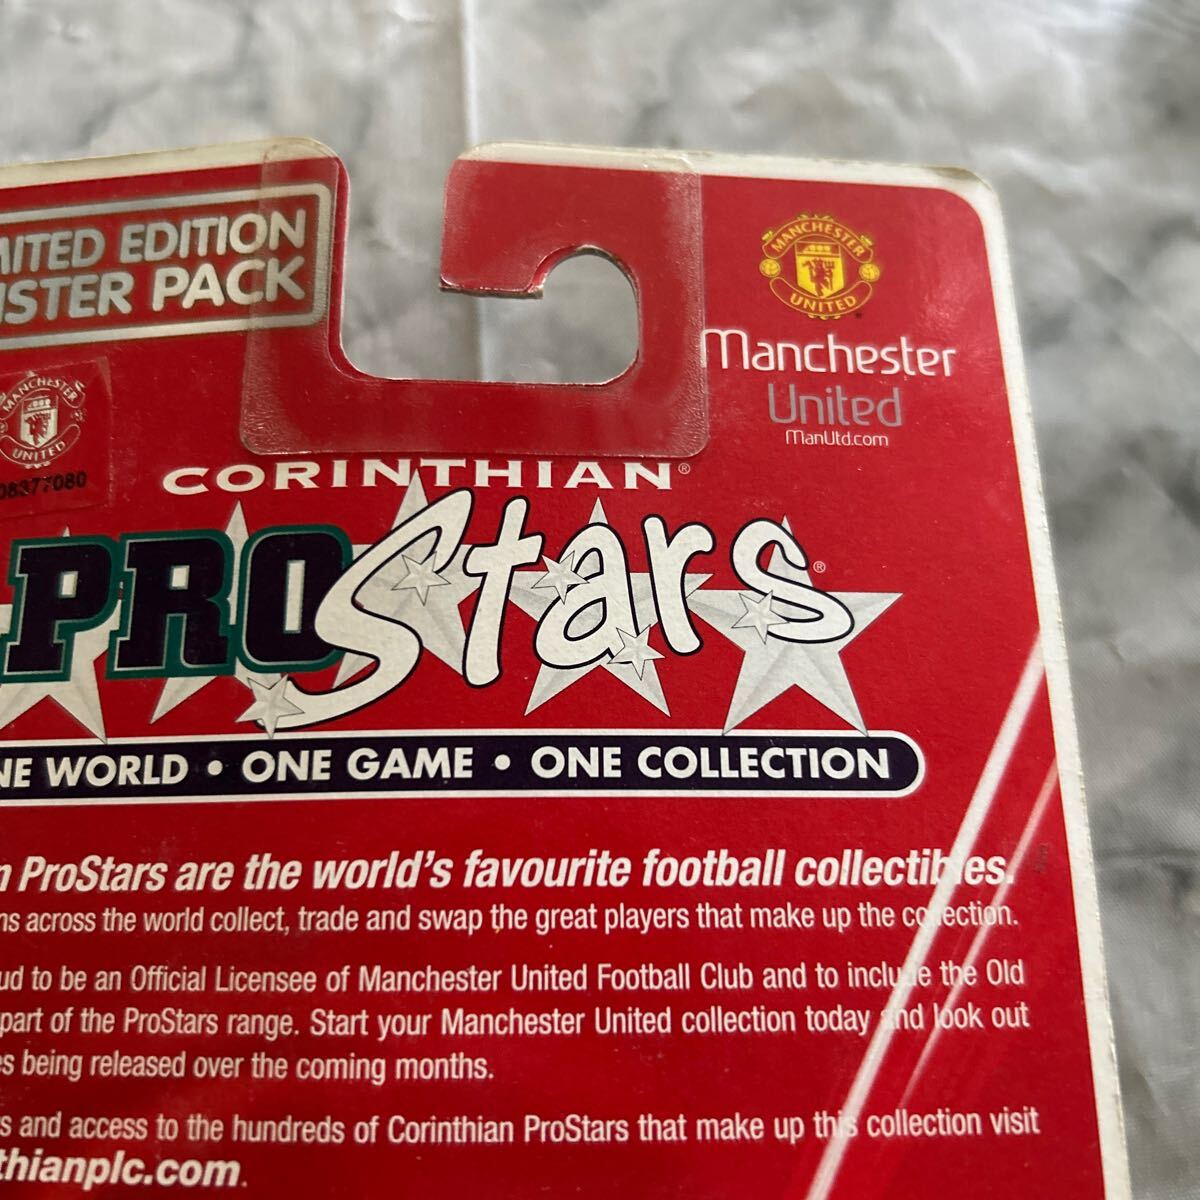 MITED EDITION
ISTER PACK
MANCHESTER
UNITED
Manchester
United
ManUtd.com
MANCHESTER
UNITED
08377080
CORINTHIAN®
PROStars®
NE WORLD • ONE GAME • ONE COLLECTION
n ProStars are the world's favourite football collectibles.
ns across the world collect, trade and swap the great players that make up the collection.
ud to be an Official Licensee of Manchester United Football Club and to include the Old
part of the ProStars range. Start your Manchester United collection today and look out
es being released over the coming months.
s and access to the hundreds of Corinthian ProStars that make up this collection visit
thianplc.com.